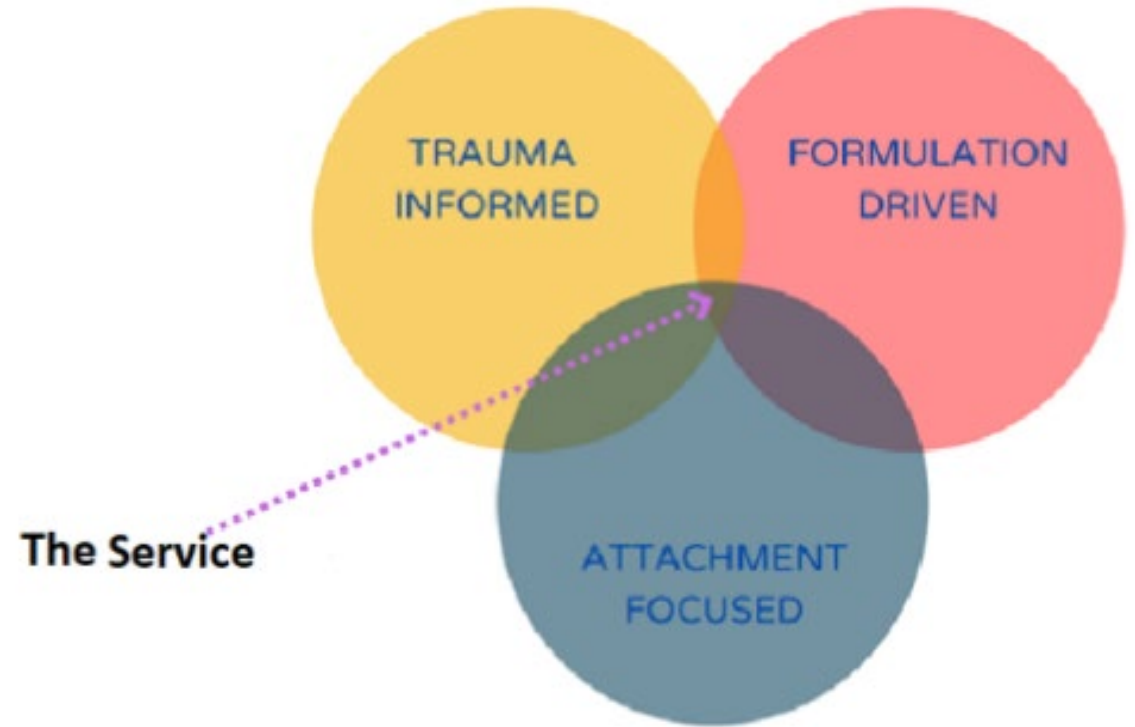 TRAUMA
INFORMED
FORMULATION
DRIVEN
The Service
ATTACHMENT
FOCUSED